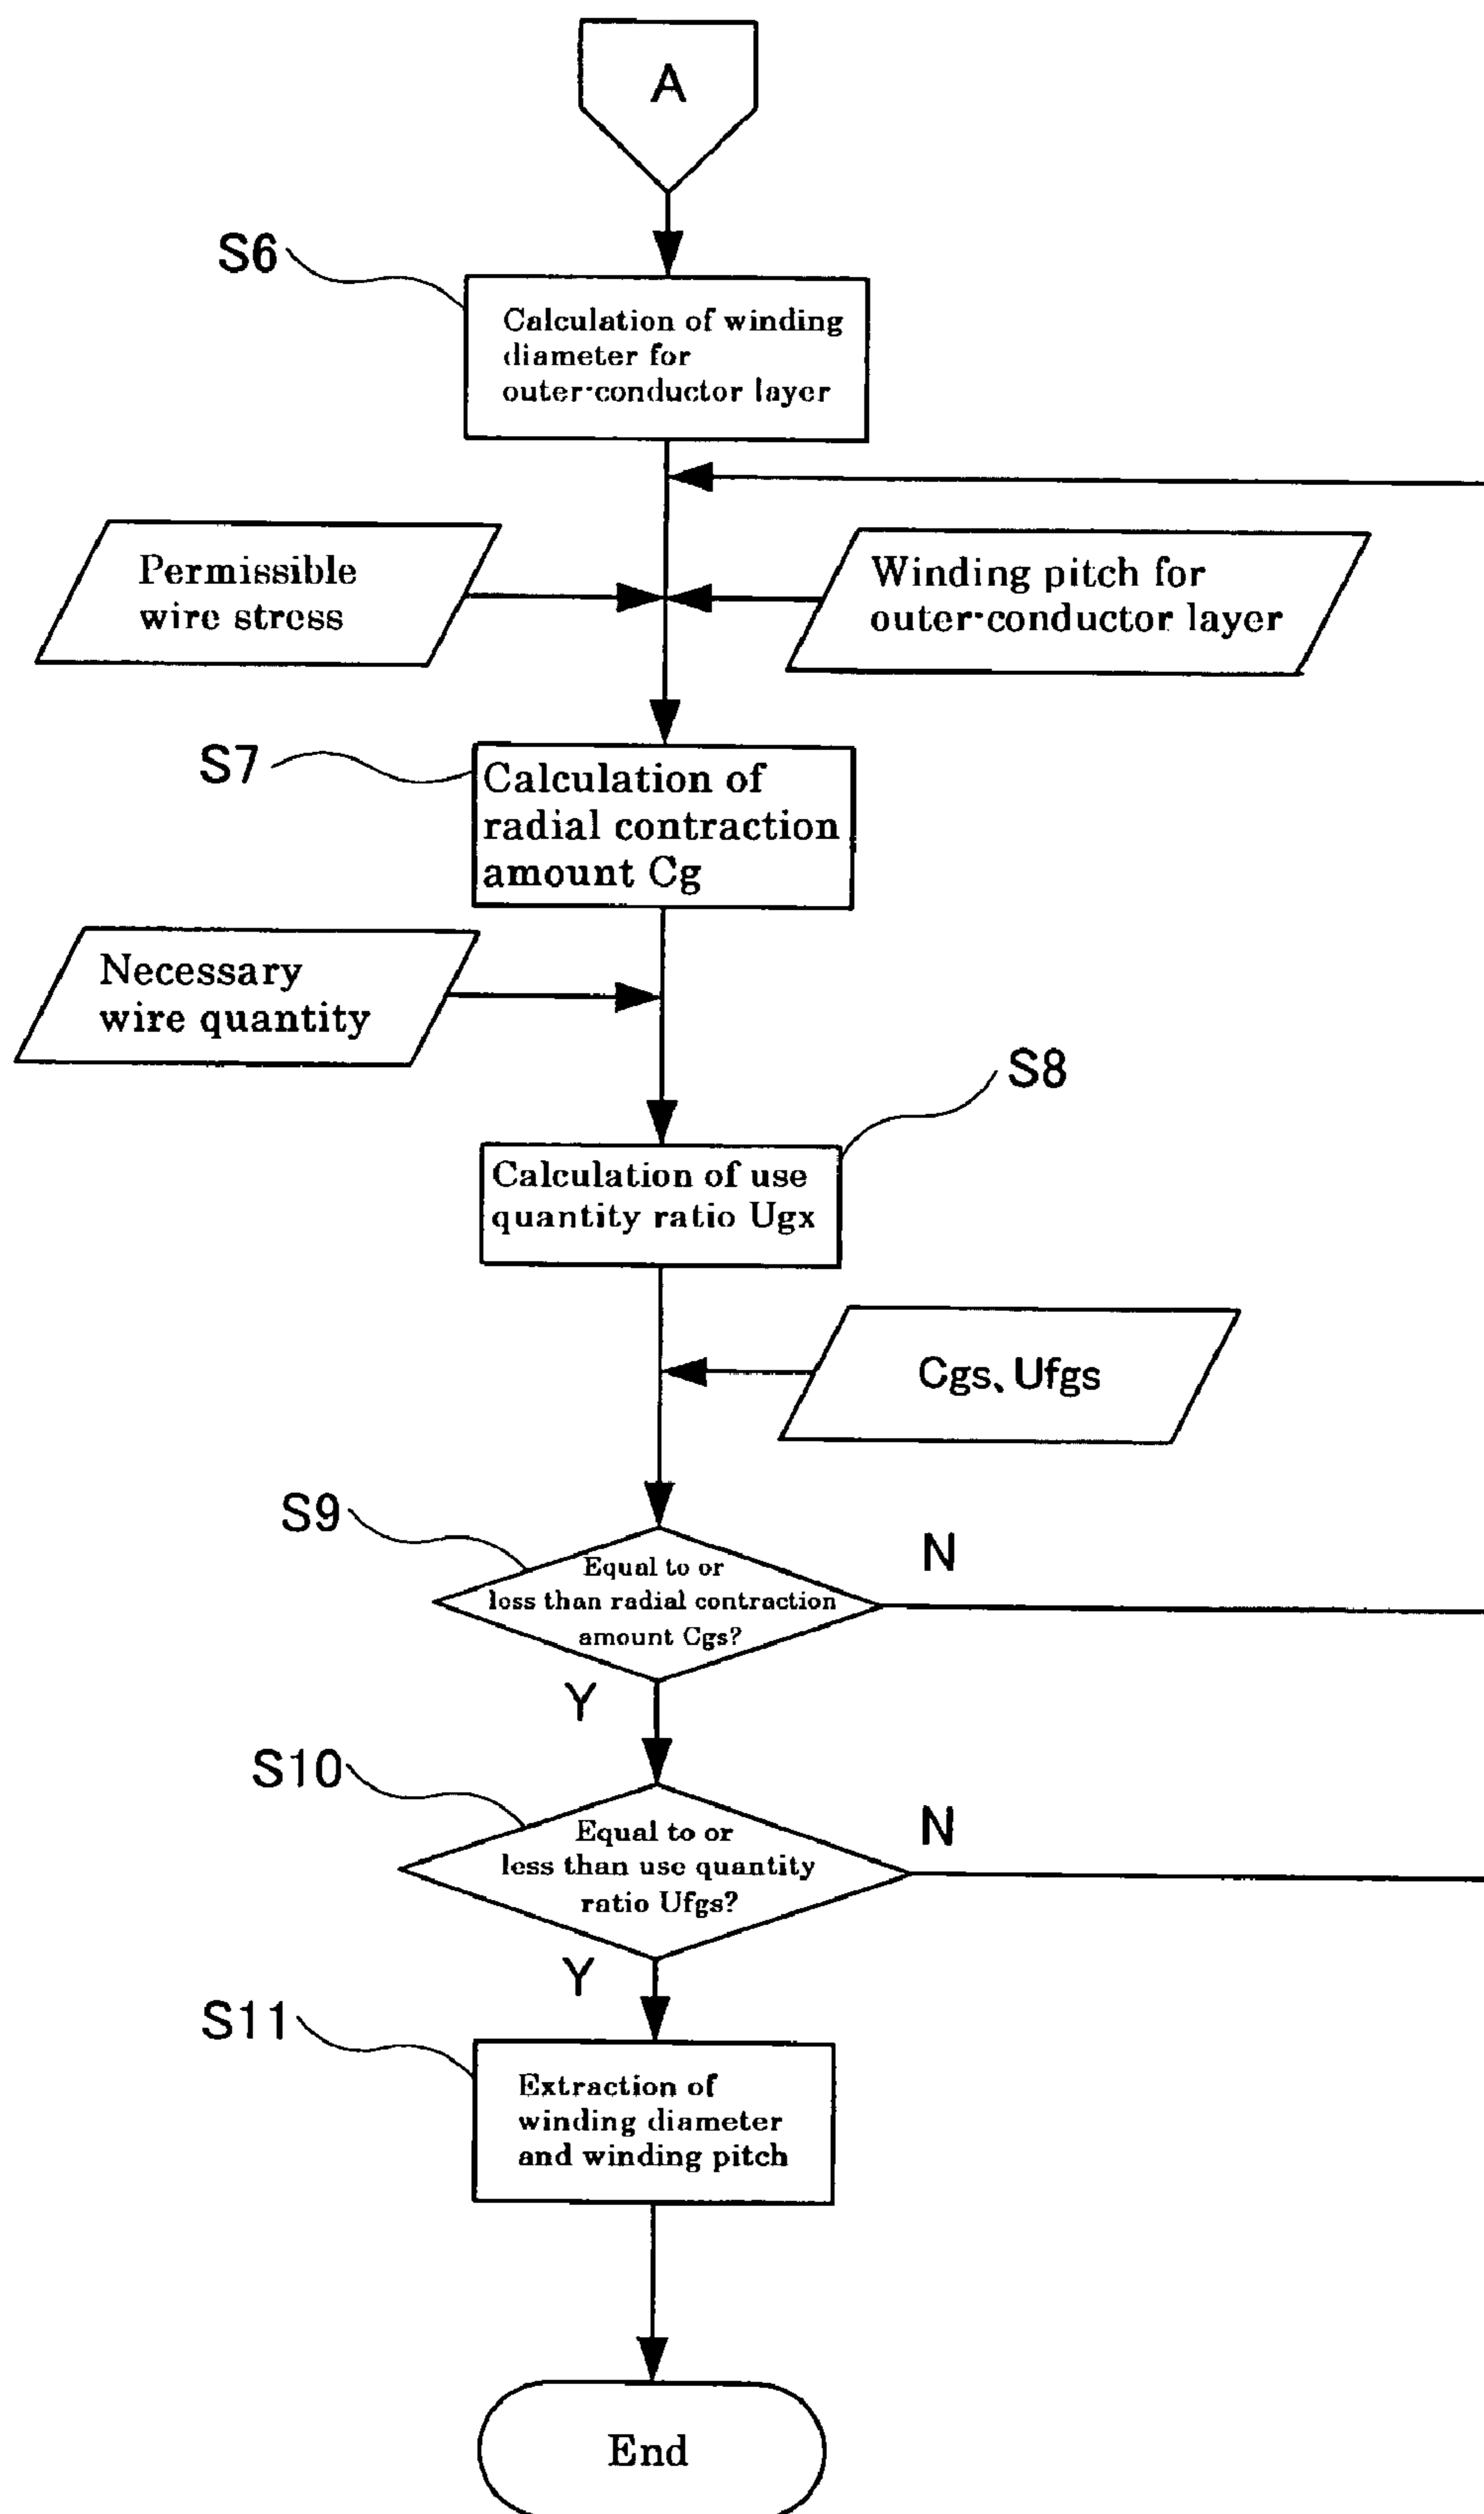 A
S6
Calculation of winding
diameter for
outer-conductor layer
Permissible
wire stress
Winding pitch for
outer-conductor layer
S7
Calculation of
radial contraction
amount Cg
Necessary
wire quantity
S8
Calculation of use
quantity ratio Ugx
Cgs、Ufgs
S9
Equal to or
less than radial contraction
amount Cgs?
N
Y
S10
Equal to or
less than use quantity
ratio Ufgs?
N
Y
S11
Extraction of
winding diameter
and winding pitch
End